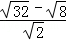 (√32 − √8) / √2